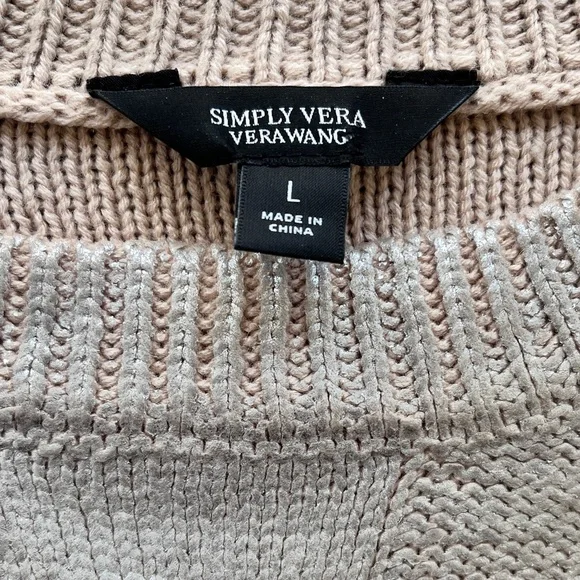 SIMPLY VERA
VERAWANG
L
MADE IN
CHINA